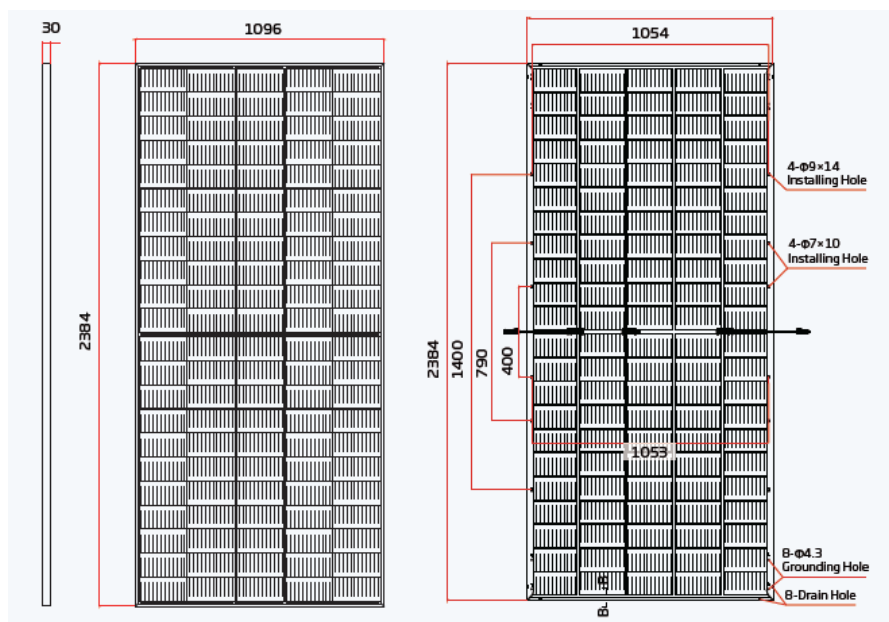 30
1096
2384
1054
2384
1400
790
400
1053
4-Φ9×14
Installing Hole
4-Φ7×10
Installing Hole
8-Φ4.3
Grounding Hole
8-Drain Hole
B
B